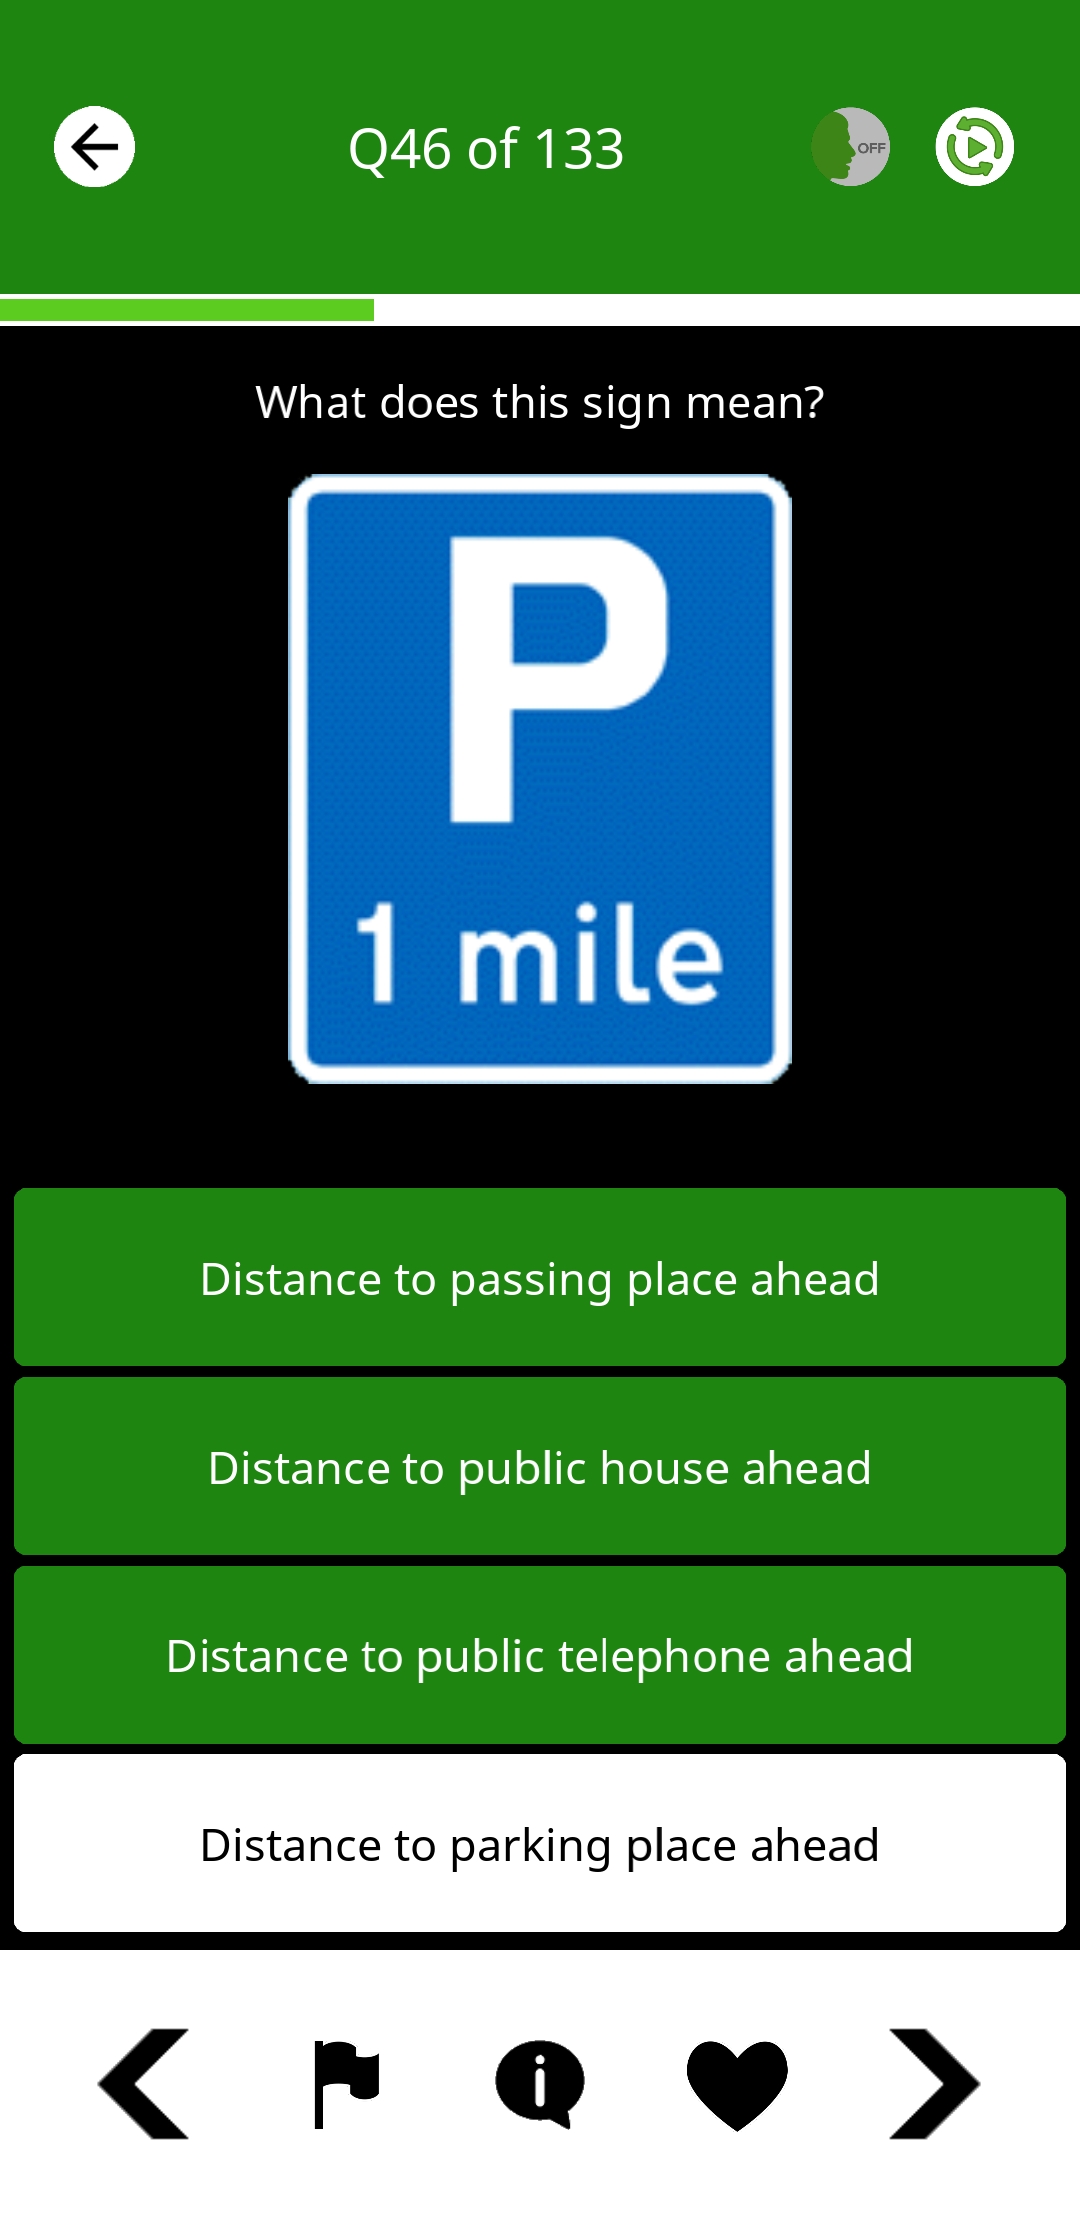 Q46 of 133
OFF
What does this sign mean?
P
1 mile
Distance to passing place ahead
Distance to public house ahead
Distance to public telephone ahead
Distance to parking place ahead